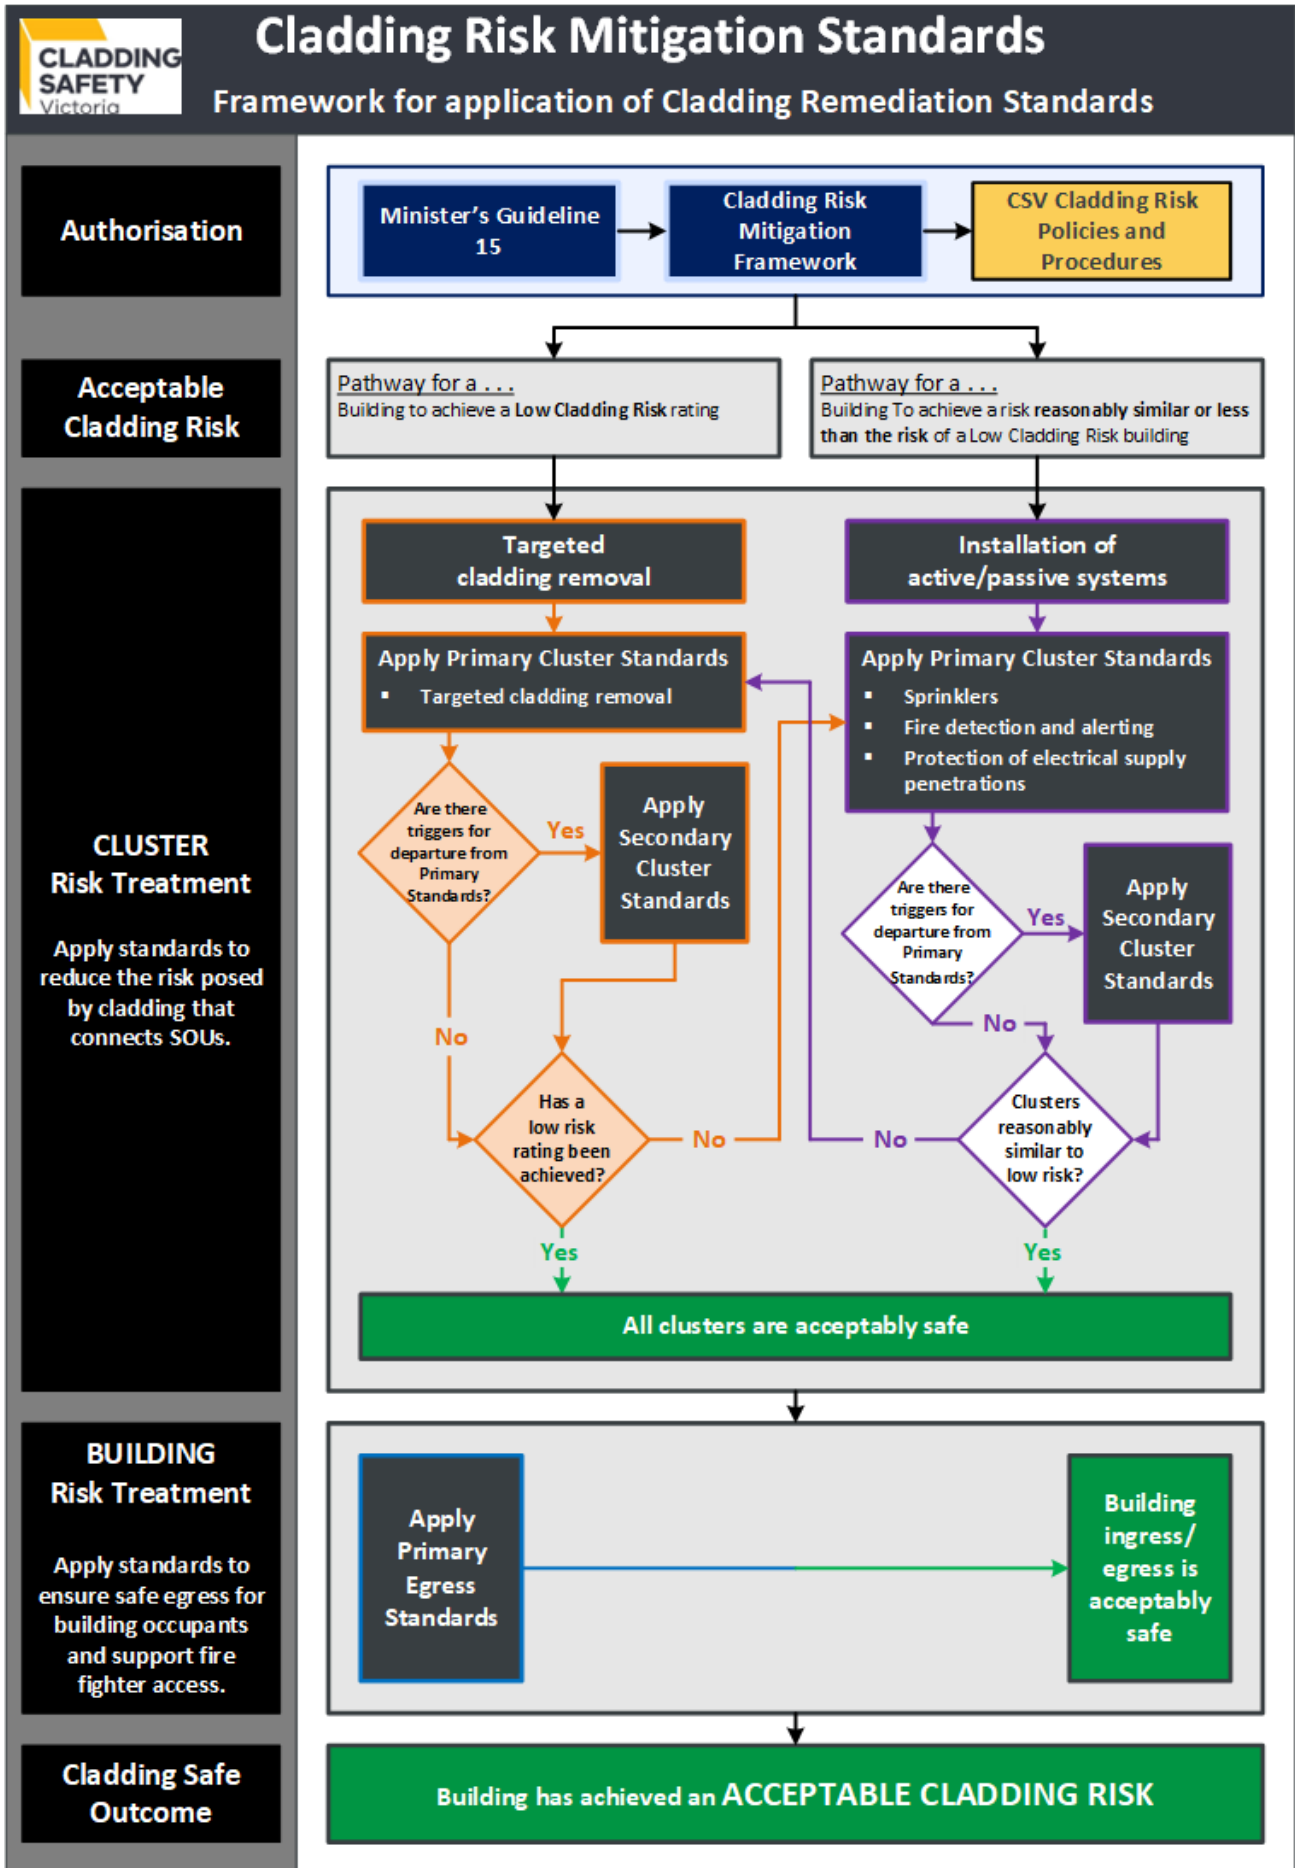 CLADDING
SAFETY
Victoria
Cladding Risk Mitigation Standards
Framework for application of Cladding Remediation Standards
Authorisation
Minister’s Guideline
15
Cladding Risk
Mitigation
Framework
CSV Cladding Risk
Policies and
Procedures
Acceptable
Cladding Risk
Pathway for a . . .
Building to achieve a Low Cladding Risk rating
Pathway for a . . .
Building To achieve a risk reasonably similar or less
than the risk of a Low Cladding Risk building
CLUSTER
Risk Treatment
Apply standards to
reduce the risk posed
by cladding that
connects SOUs.
Targeted
cladding removal
Apply Primary Cluster Standards
▪ Targeted cladding removal
Are there
triggers for
departure from
Primary
Standards?
Yes
Apply
Secondary
Cluster
Standards
No
Has a
low risk
rating been
achieved?
No
Yes
Installation of
active/passive systems
Apply Primary Cluster Standards
▪ Sprinklers
▪ Fire detection and alerting
▪ Protection of electrical supply
penetrations
Are there
triggers for
departure from
Primary
Standards?
Yes
Apply
Secondary
Cluster
Standards
No
Clusters
reasonably
similar to
low risk?
No
Yes
All clusters are acceptably safe
BUILDING
Risk Treatment
Apply standards to
ensure safe egress for
building occupants
and support fire
fighter access.
Apply
Primary
Egress
Standards
Building
ingress/
egress is
acceptably
safe
Cladding Safe
Outcome
Building has achieved an ACCEPTABLE CLADDING RISK